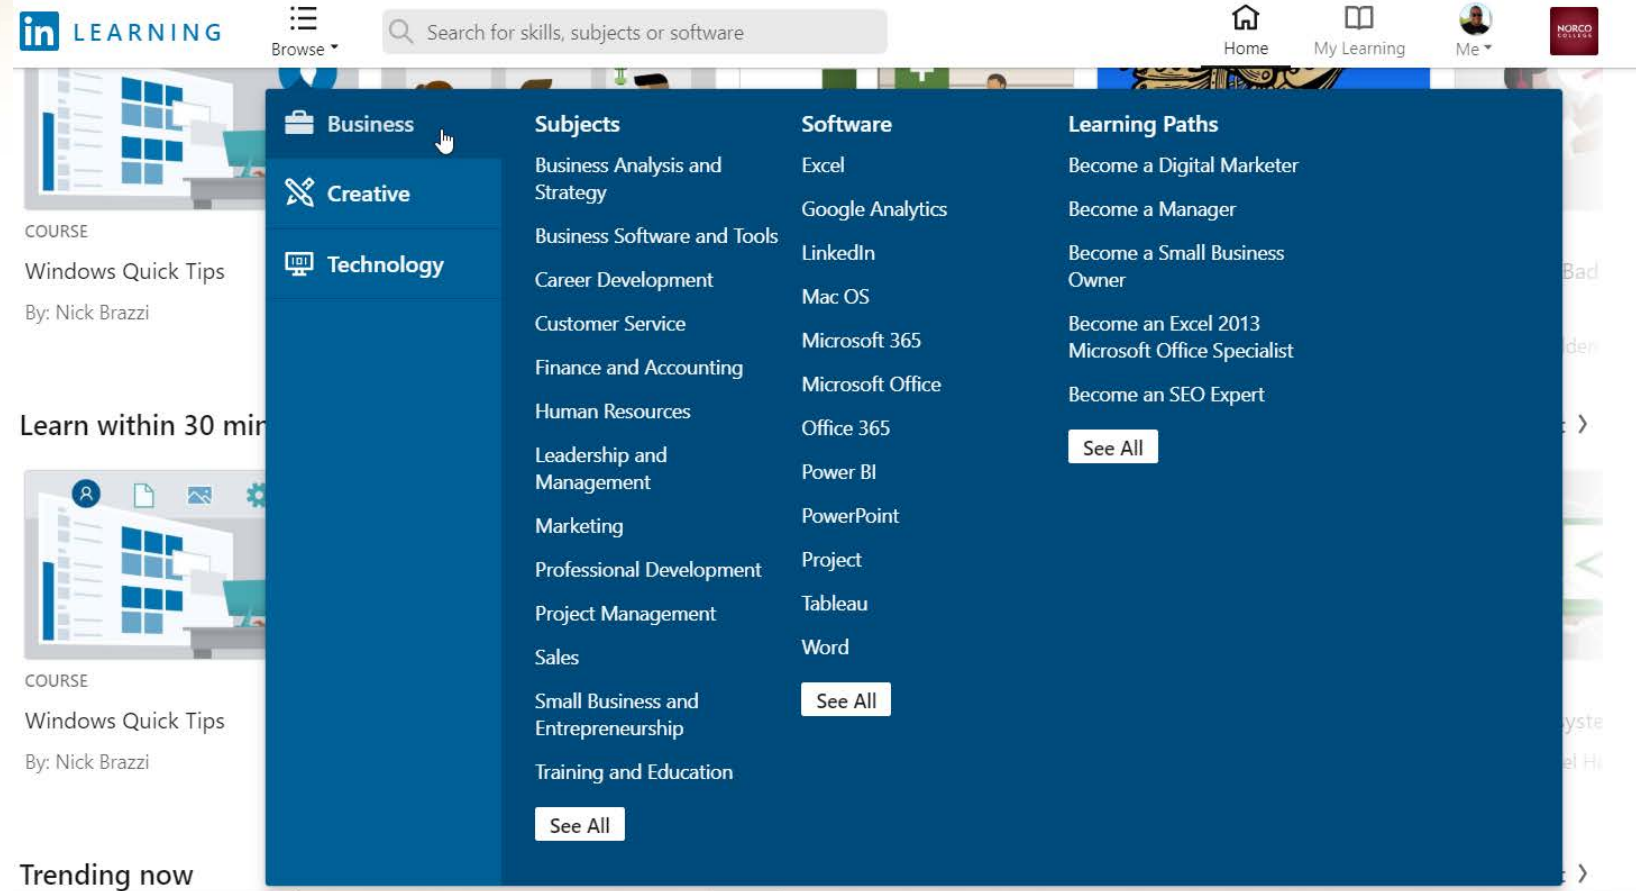 in LEARNING
Browse
Search for skills, subjects or software
Home
My Learning
Me
NORCO
COLLEGE
COURSE
Windows Quick Tips
By: Nick Brazzi
Learn within 30 min
COURSE
Windows Quick Tips
By: Nick Brazzi
Trending now
Business
Creative
Technology
Subjects
Business Analysis and
Strategy
Business Software and Tools
Career Development
Customer Service
Finance and Accounting
Human Resources
Leadership and
Management
Marketing
Professional Development
Project Management
Sales
Small Business and
Entrepreneurship
Training and Education
See All
Software
Excel
Google Analytics
LinkedIn
Mac OS
Microsoft 365
Microsoft Office
Office 365
Power BI
PowerPoint
Project
Tableau
Word
See All
Learning Paths
Become a Digital Marketer
Become a Manager
Become a Small Business
Owner
Become an Excel 2013
Microsoft Office Specialist
Become an SEO Expert
See All
Bad